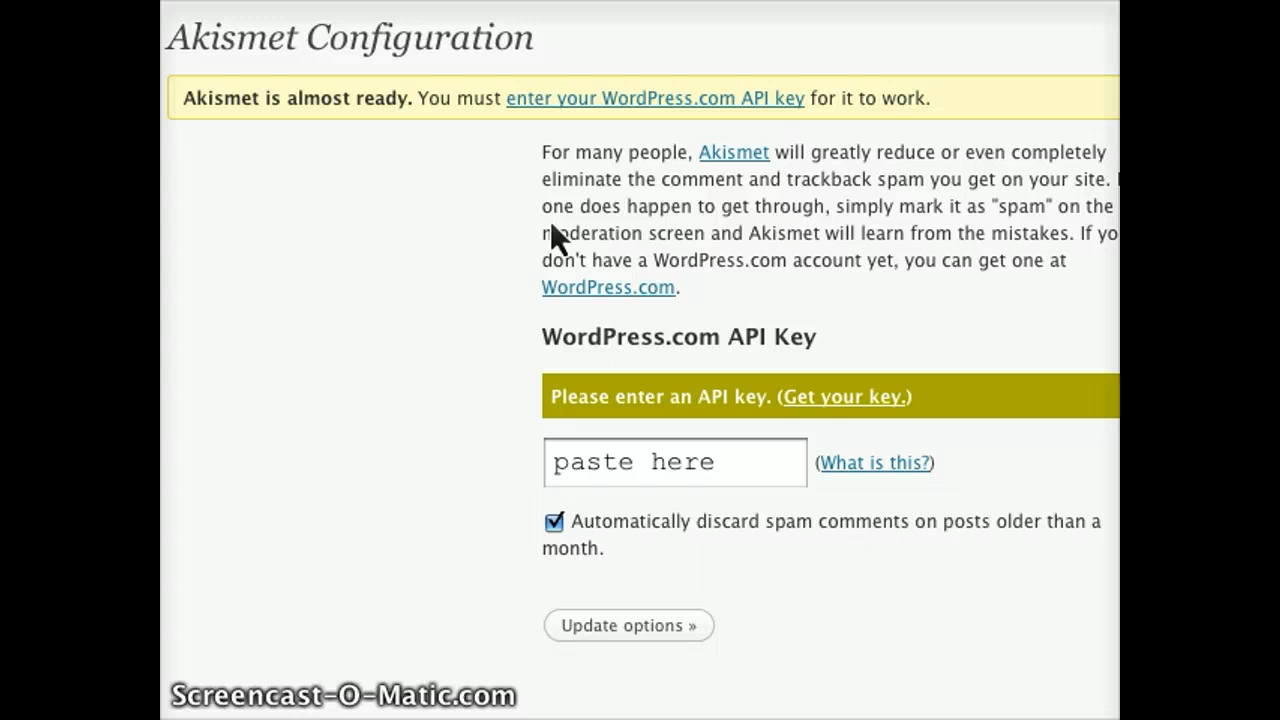 Akismet Configuration
Akismet is almost ready. You must enter your WordPress.com API key for it to work.
For many people, Akismet will greatly reduce or even completely
eliminate the comment and trackback spam you get on your site.
one does happen to get through, simply mark it as "spam" on the
moderation screen and Akismet will learn from the mistakes. If yo
don't have a WordPress.com account yet, you can get one at
WordPress.com.
WordPress.com API Key
Please enter an API key. (Get your key.)
paste here (What is this?)
Automatically discard spam comments on posts older than a
month.
Update options »
Screencast-O-Matic.com